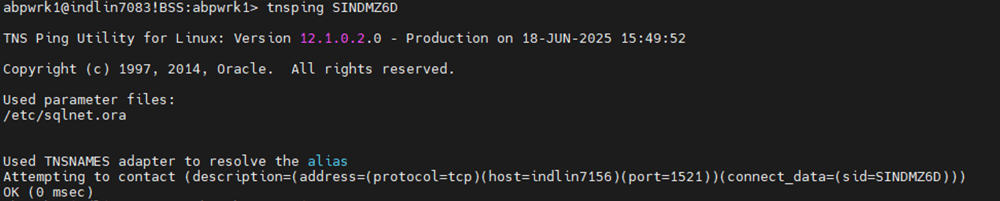 abpwrk1@indlin7083!BSS:abpwrk1> tnsping SINDMZ6D
TNS Ping Utility for Linux: Version 12.1.0.2.0 - Production on 18-JUN-2025 15:49:52
Copyright (c) 1997, 2014, Oracle.  All rights reserved.
Used parameter files:
/etc/sqlnet.ora
Used TNSNAMES adapter to resolve the alias
Attempting to contact (description=(address=(protocol=tcp)(host=indlin7156)(port=1521))(connect_data=(sid=SINDMZ6D)))
OK (0 msec)